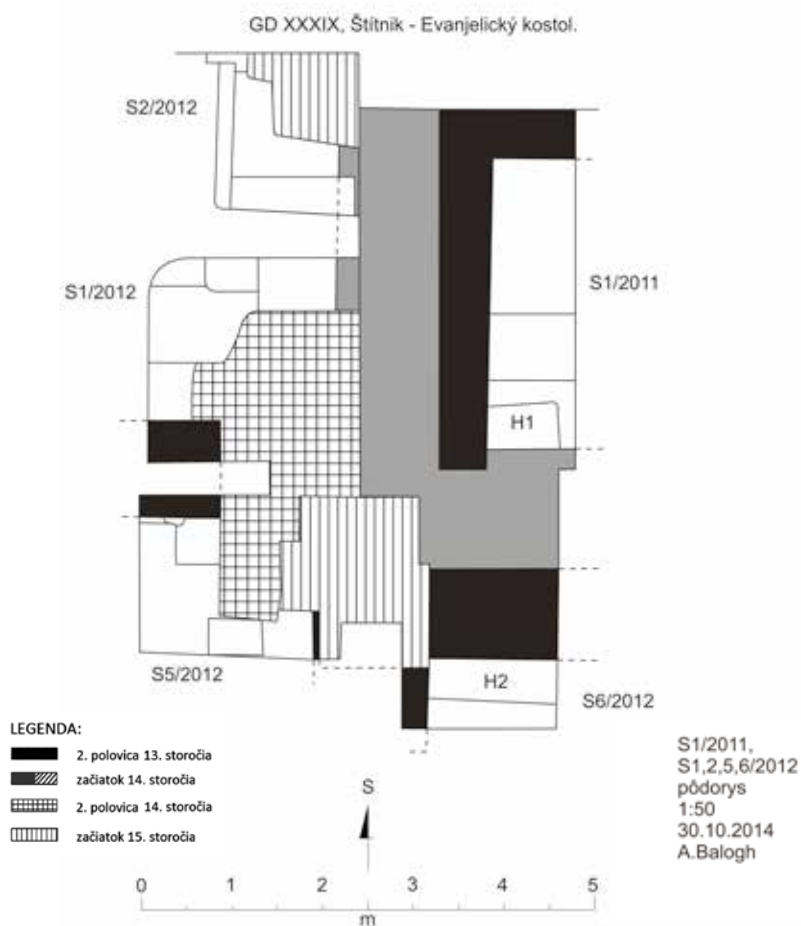 GD XXXIX, Štítnik - Evanjelický kostol.
S2/2012
S1/2012
S1/2011
H1
S5/2012
H2
S6/2012
LEGENDA:
2. polovica 13. storočia
začiatok 14. storočia
2. polovica 14. storočia
začiatok 15. storočia
S
0 1 2 3 4 5
m
S1/2011,
S1,2,5,6/2012
pôdorys
1:50
30.10.2014
A.Balogh